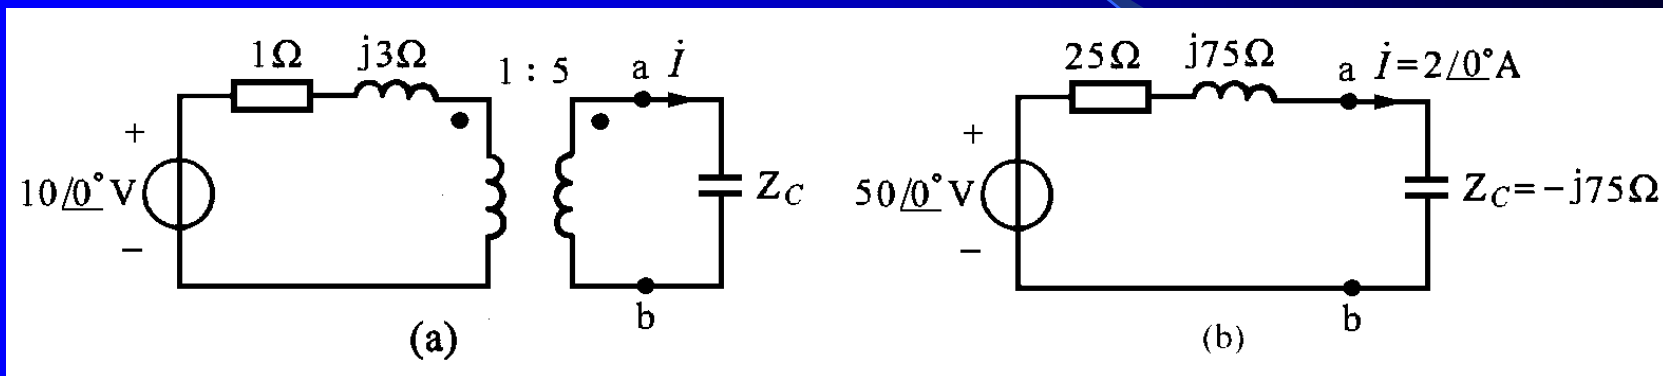 1Ω j3Ω
1 : 5
a İ
+
10/0°V
−
Z_C
b
(a)
25Ω j75Ω
a İ=2/0°A
+
50/0°V
−
Z_C=−j75Ω
b
(b)